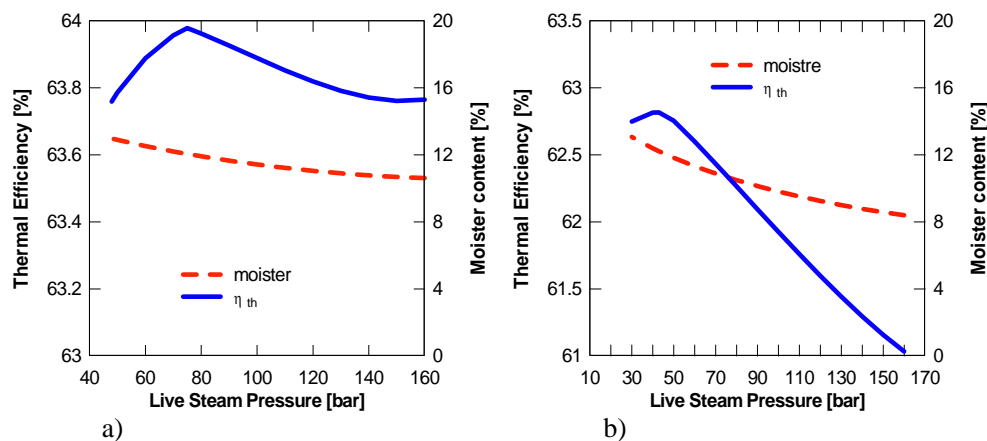 64
63.8
63.6
63.4
63.2
63
Thermal Efficiency [%]
20
16
12
8
4
0
Moister content [%]
moister
η th
40 60 80 100 120 140 160
Live Steam Pressure [bar]
a)
63.5
63
62.5
62
61.5
61
Thermal Efficiency [%]
20
16
12
8
4
0
Moister content [%]
moistre
η th
10 30 50 70 90 110 130 150 170
Live Steam Pressure [bar]
b)